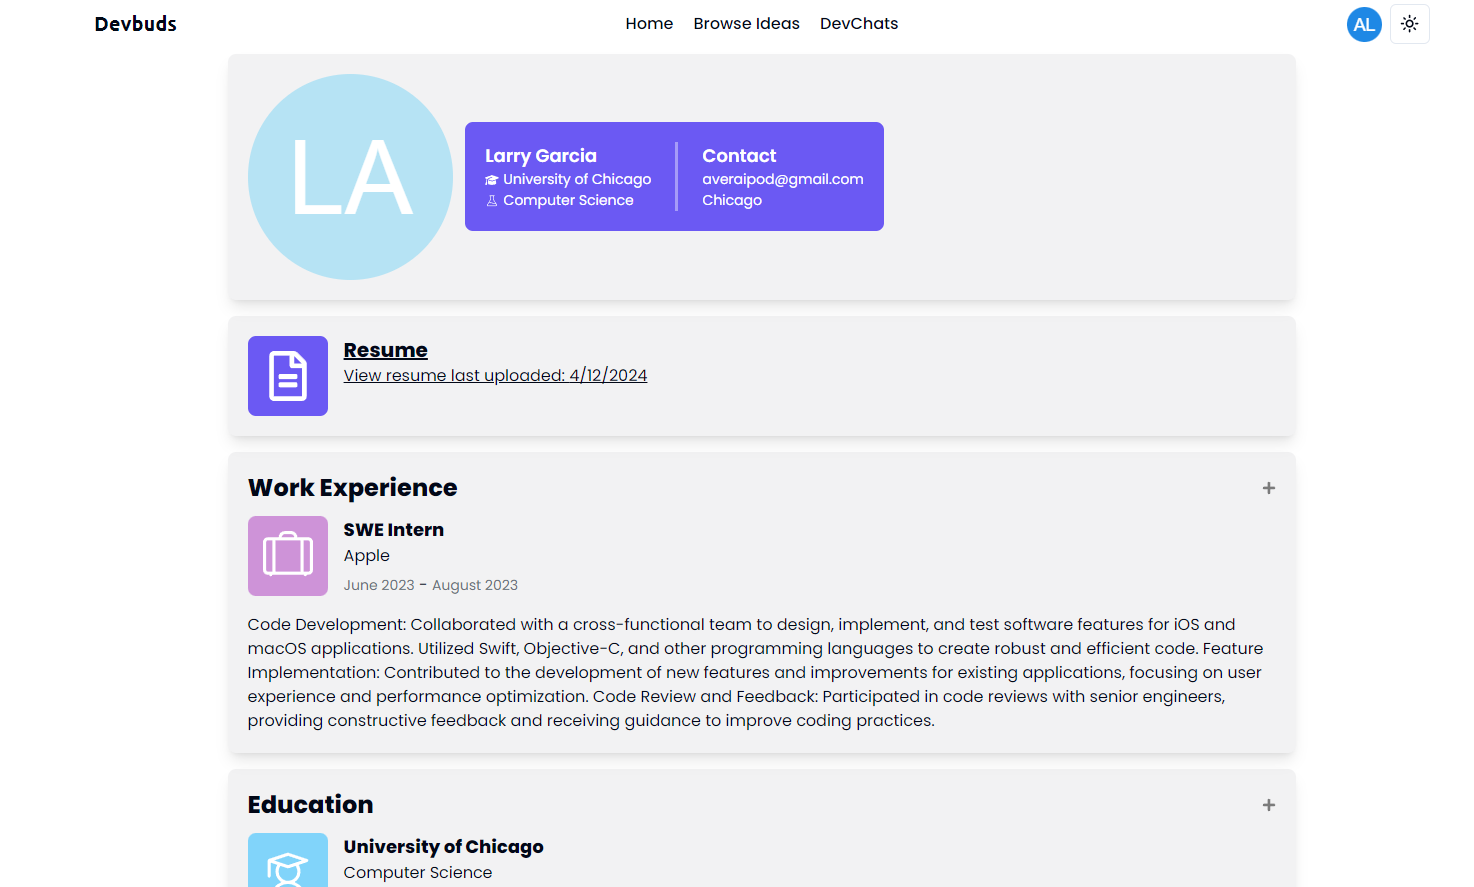 Devbuds
Home Browse Ideas DevChats
AL
LA
Larry Garcia
University of Chicago
Computer Science
Contact
averaipod@gmail.com
Chicago
Resume
View resume last uploaded: 4/12/2024
Work Experience
+
SWE Intern
Apple
June 2023 - August 2023
Code Development: Collaborated with a cross-functional team to design, implement, and test software features for iOS and
macOS applications. Utilized Swift, Objective-C, and other programming languages to create robust and efficient code. Feature
Implementation: Contributed to the development of new features and improvements for existing applications, focusing on user
experience and performance optimization. Code Review and Feedback: Participated in code reviews with senior engineers,
providing constructive feedback and receiving guidance to improve coding practices.
Education
+
University of Chicago
Computer Science